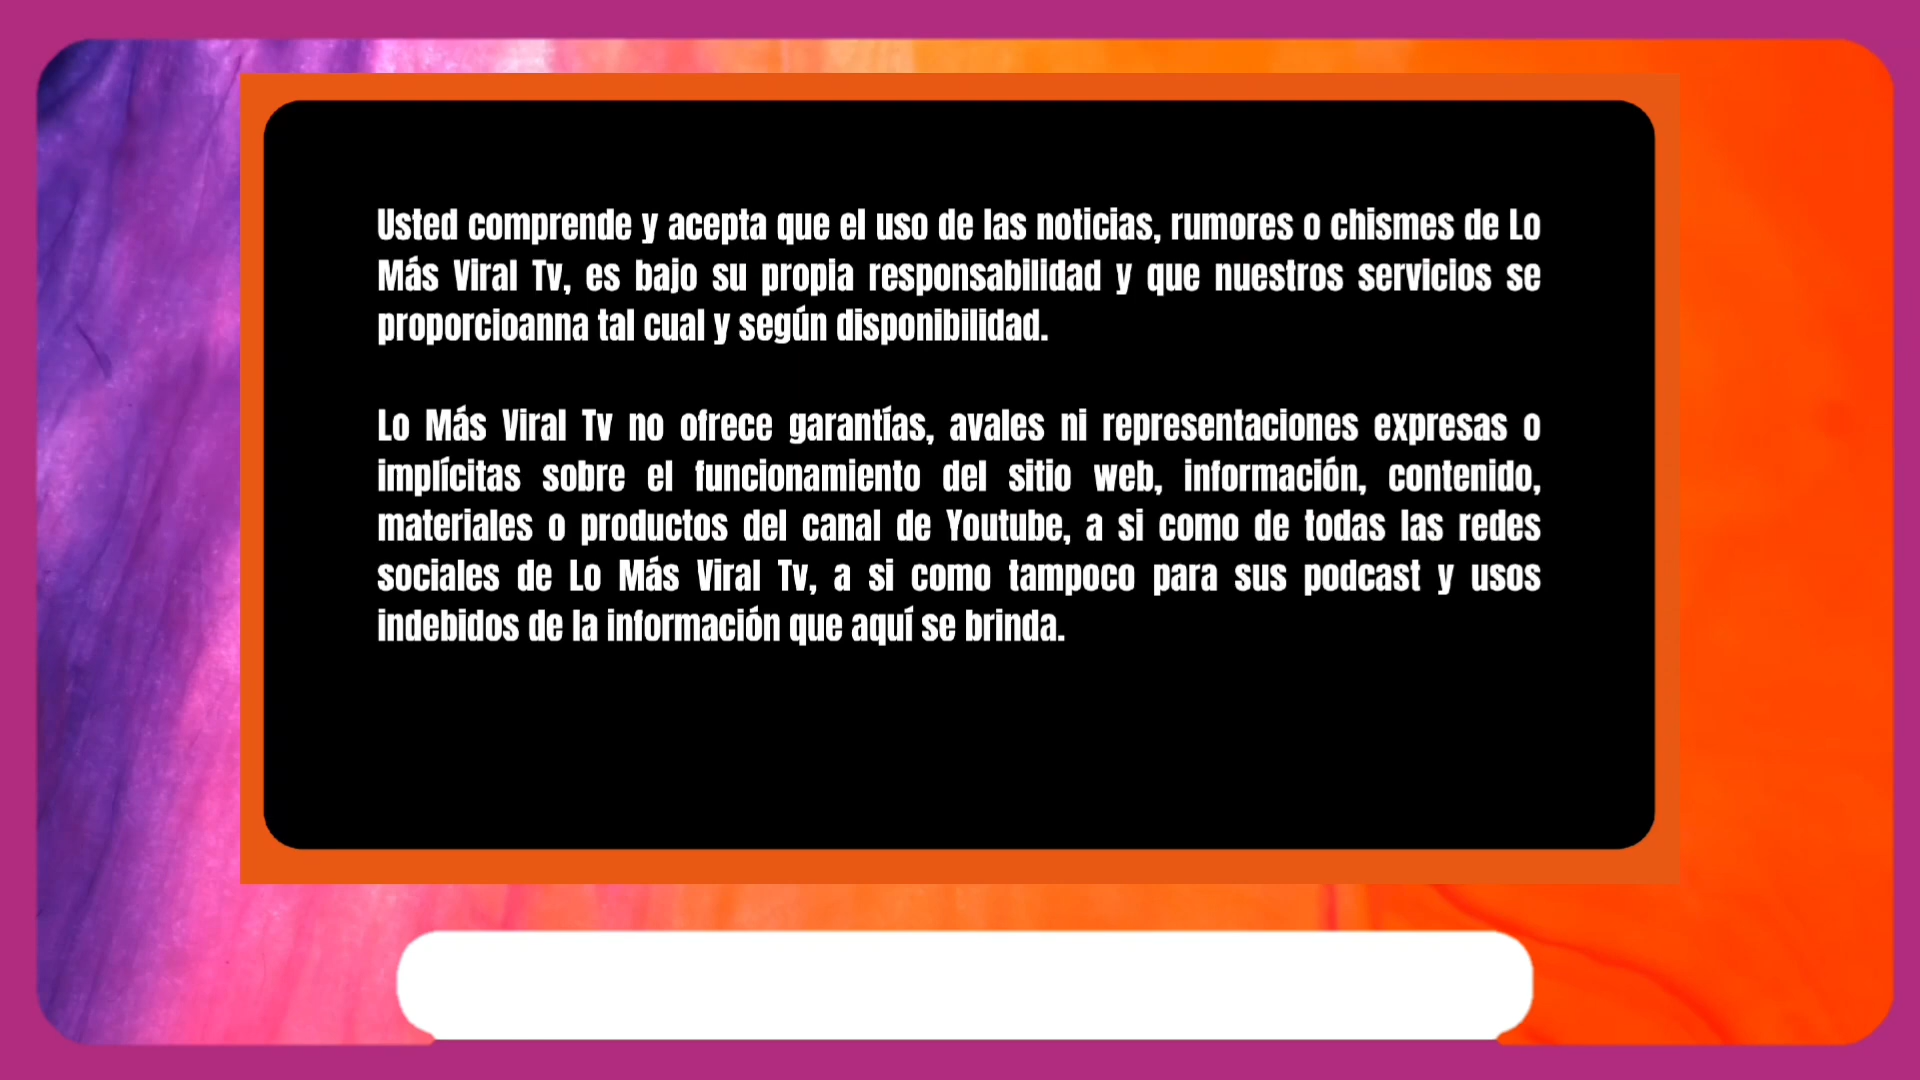 Usted comprende y acepta que el uso de las noticias, rumores o chismes de Lo
Más Viral Tv, es bajo su propia responsabilidad y que nuestros servicios se
proporcioanna tal cual y según disponibilidad.
Lo Más Viral Tv no ofrece garantías, avales ni representaciones expresas o
implícitas sobre el funcionamiento del sitio web, información, contenido,
materiales o productos del canal de Youtube, a si como de todas las redes
sociales de Lo Más Viral Tv, a si como tampoco para sus podcast y usos
indebidos de la información que aquí se brinda.